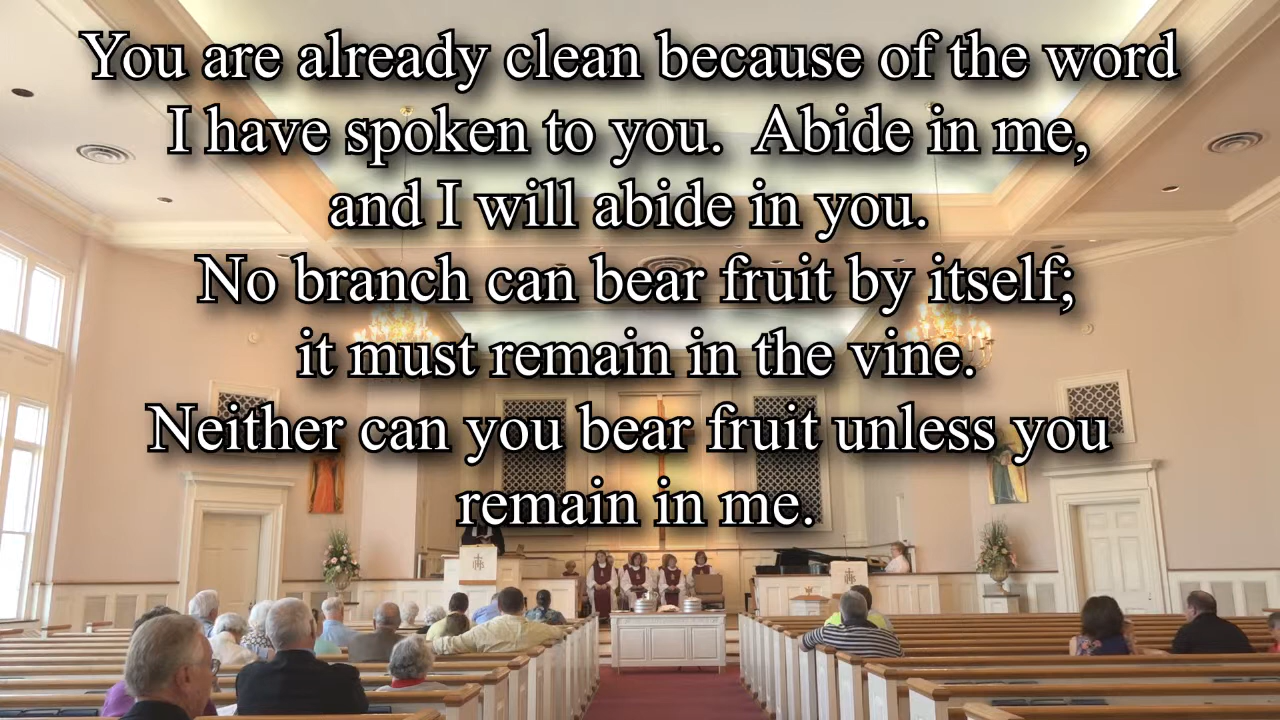 You are already clean because of the word
I have spoken to you.  Abide in me,
and I will abide in you.
No branch can bear fruit by itself;
it must remain in the vine.
Neither can you bear fruit unless you
remain in me.